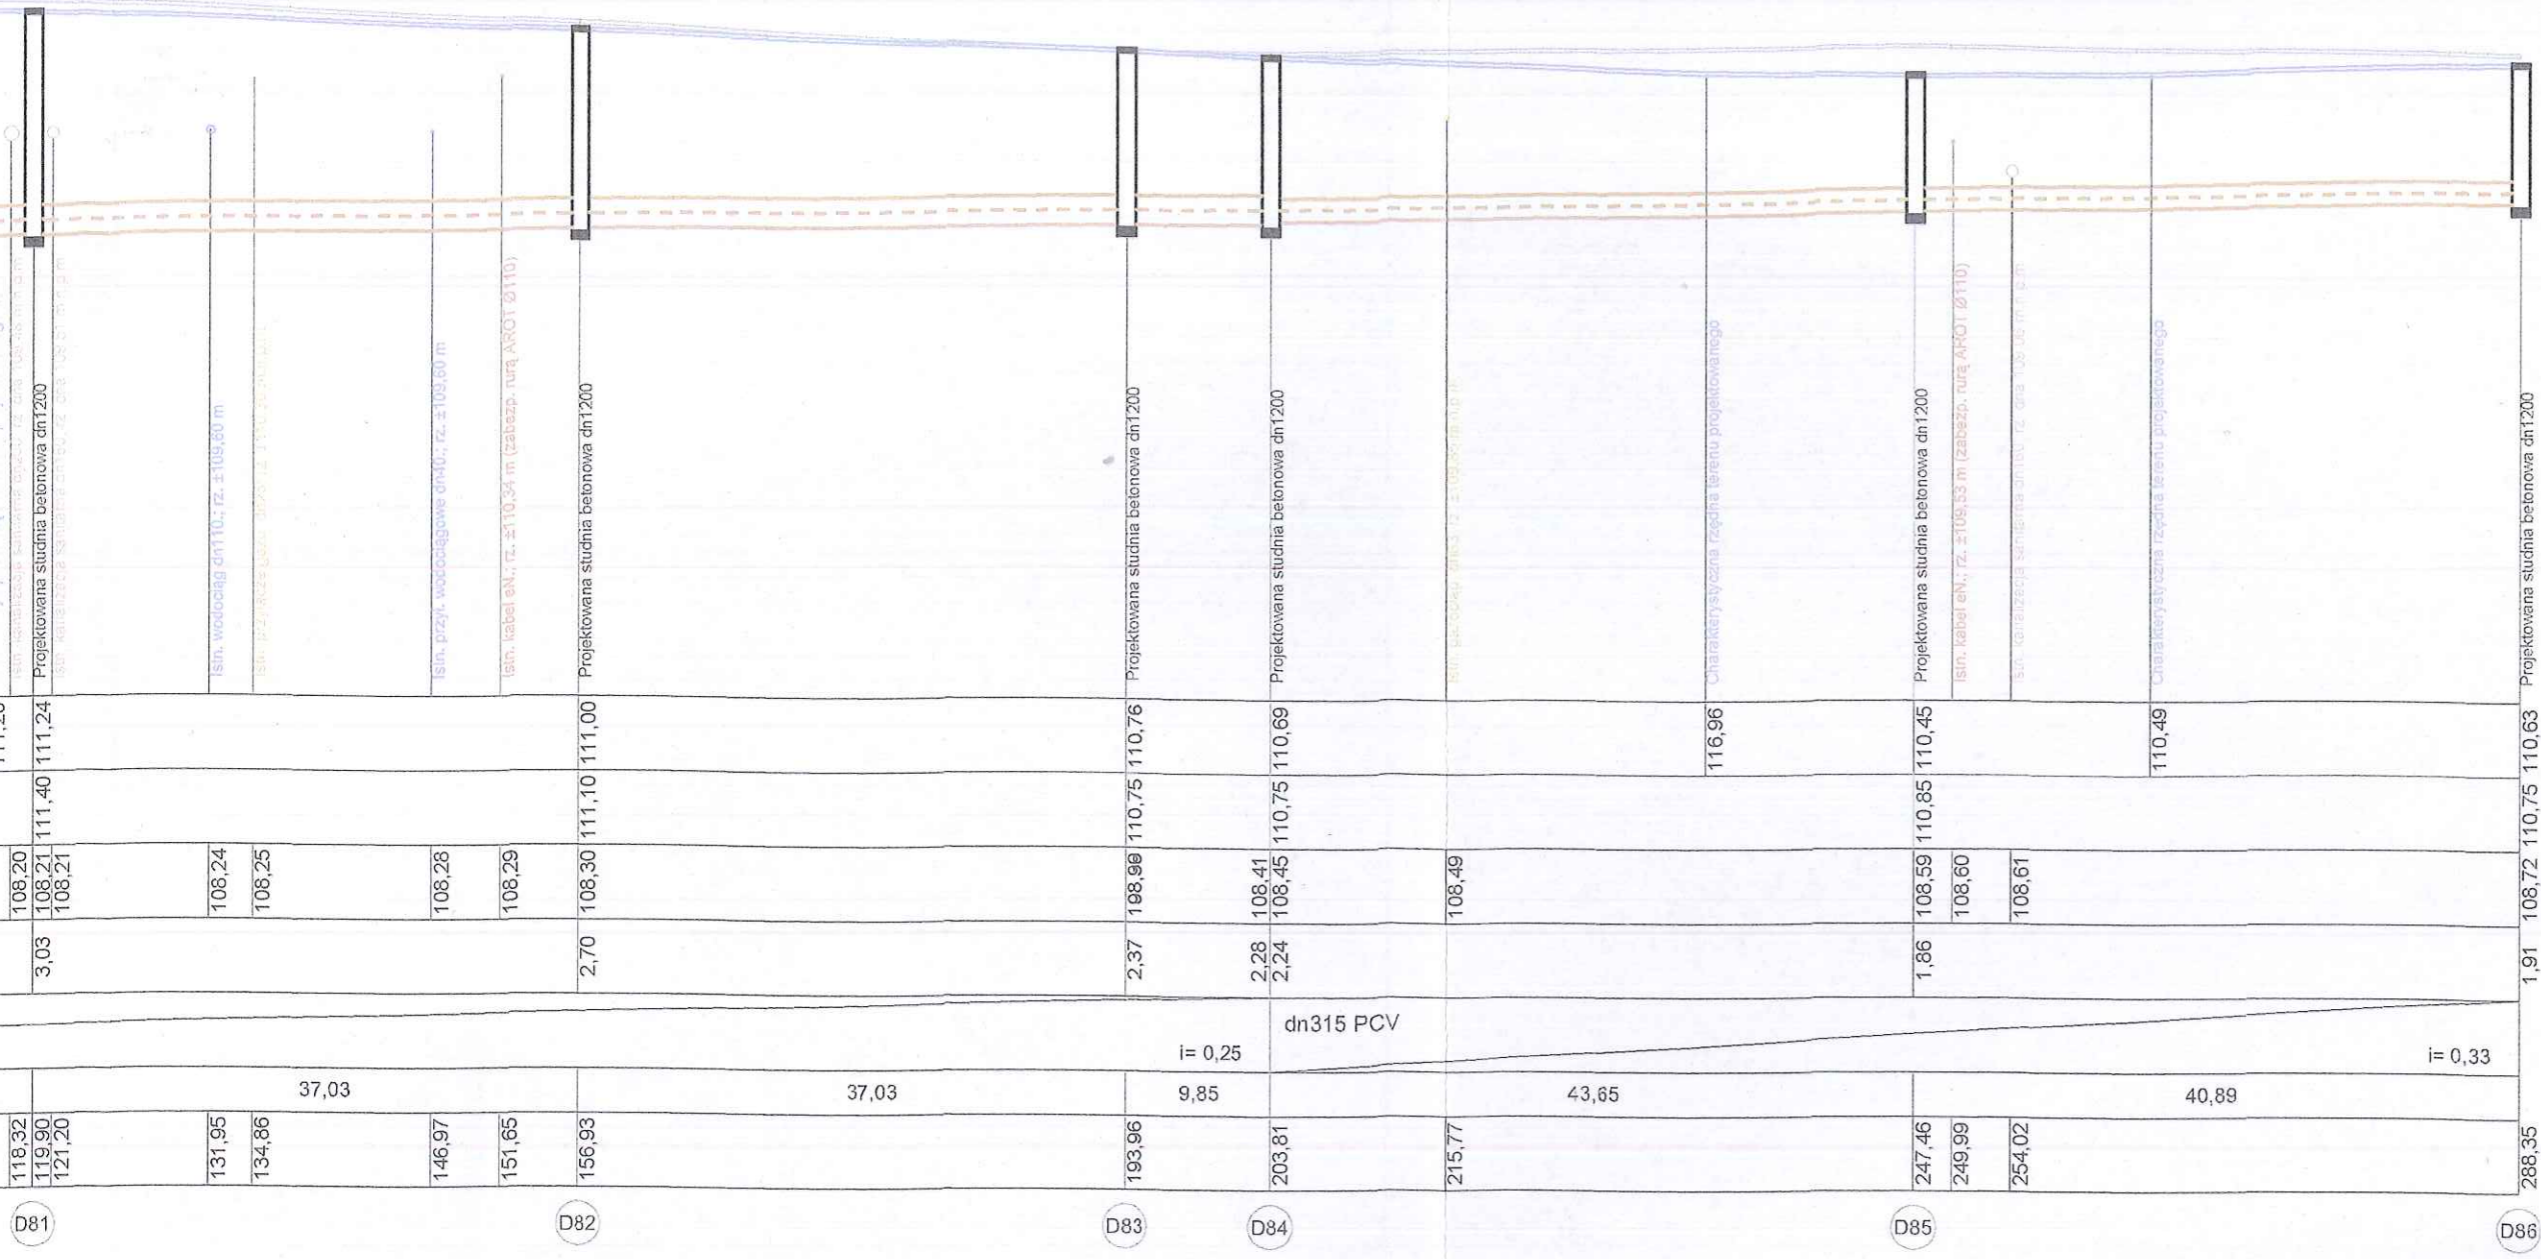 Projektowana studnia betonowa dn1200
Istn. wodociąg dn110.; rz. ±109,60 m
Istn. przył. wodociągowe dn40.; rz. ±109,60 m
Istn. kabel eN.; rz. ±110,34 m (zabezp. rurą AROT Ø110)
Projektowana studnia betonowa dn1200
Projektowana studnia betonowa dn1200
Projektowana studnia betonowa dn1200
Charakterystyczna rzędna terenu projektowanego
Projektowana studnia betonowa dn1200
Istn. kabel eN.; rz. ±109,53 m (zabezp. rurą AROT Ø110)
Charakterystyczna rzędna terenu projektowanego
Projektowana studnia betonowa dn1200
111,24 111,00 110,76 110,69 116,96 110,45 110,49 110,63
111,40 111,10 110,75 110,75 110,85 110,75
108,20 108,21 108,21 108,24 108,25 108,28 108,29 108,30 108,41 108,45 108,49 108,59 108,60 108,61 108,72
3,03 2,70 2,37 2,28 2,24 1,86 1,91
dn315 PCV
i= 0,25 i= 0,33
37,03 37,03 9,85 43,65 40,89
118,32 119,90 121,20 131,95 134,86 146,97 151,65 156,93 193,96 203,81 215,77 247,46 249,99 254,02 288,35
D81 D82 D83 D84 D85 D86